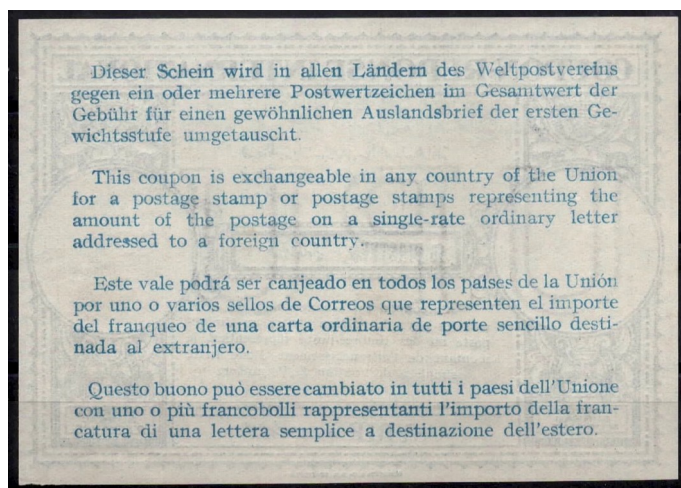 Dieser Schein wird in allen Ländern des Weltpostvereins
gegen ein oder mehrere Postwertzeichen im Gesamtwert der
Gebühr für einen gewöhnlichen Auslandsbrief der ersten Ge-
wichtsstufe umgetauscht.
This coupon is exchangeable in any country of the Union
for a postage stamp or postage stamps representing the
amount of the postage on a single-rate ordinary letter
addressed to a foreign country.
Este vale podrá ser canjeado en todos los países de la Unión
por uno o varios sellos de Correos que representen el importe
del franqueo de una carta ordinaria de porte sencillo desti-
nada al extranjero.
Questo buono può essere cambiato in tutti i paesi dell'Unione
con uno o più francobolli rappresentanti l'importo della fran-
catura di una lettera semplice a destinazione dell'estero.